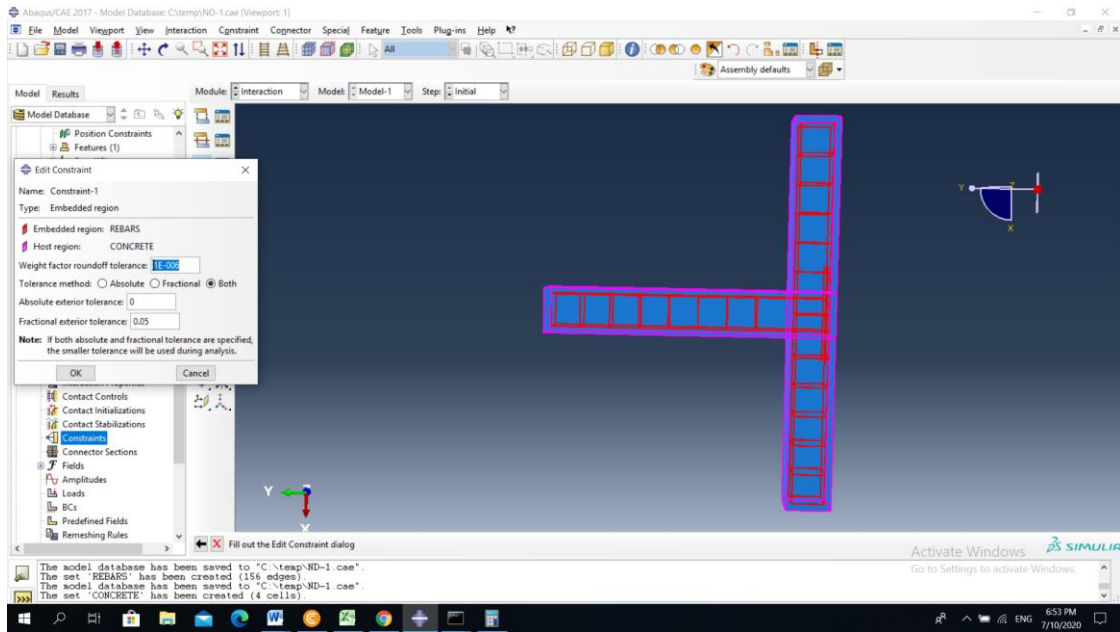 Abaqus/CAE 2017 - Model Database: C:\temp\ND-1.cae [Viewport: 1]
File Model Viewport View Interaction Constraint Connector Special Feature Tools Plug-ins Help
All
Assembly defaults
Model Results
Module: Interaction Model: Model-1 Step: Initial
Model Database
Position Constraints
Features (1)
Edit Constraint
Name: Constraint-1
Type: Embedded region
Embedded region: REBARS
Host region: CONCRETE
Weight factor roundoff tolerance: 1E-006
Tolerance method: Absolute Fractional Both
Absolute exterior tolerance: 0
Fractional exterior tolerance: 0.05
Note: If both absolute and fractional tolerance are specified,
the smaller tolerance will be used during analysis.
OK Cancel
Contact Controls
Contact Initializations
Contact Stabilizations
Constraints
Connector Sections
Fields
Amplitudes
Loads
BCs
Predefined Fields
Remeshing Rules
Y Z
X
Y
X
Fill out the Edit Constraint dialog
SIMULIA
Activate Windows
Go to Settings to activate Windows.
The model database has been saved to "C:\temp\ND-1.cae".
The set 'REBARS' has been created (156 edges).
The model database has been saved to "C:\temp\ND-1.cae".
The set 'CONCRETE' has been created (4 cells).
ENG
6:53 PM
7/10/2020